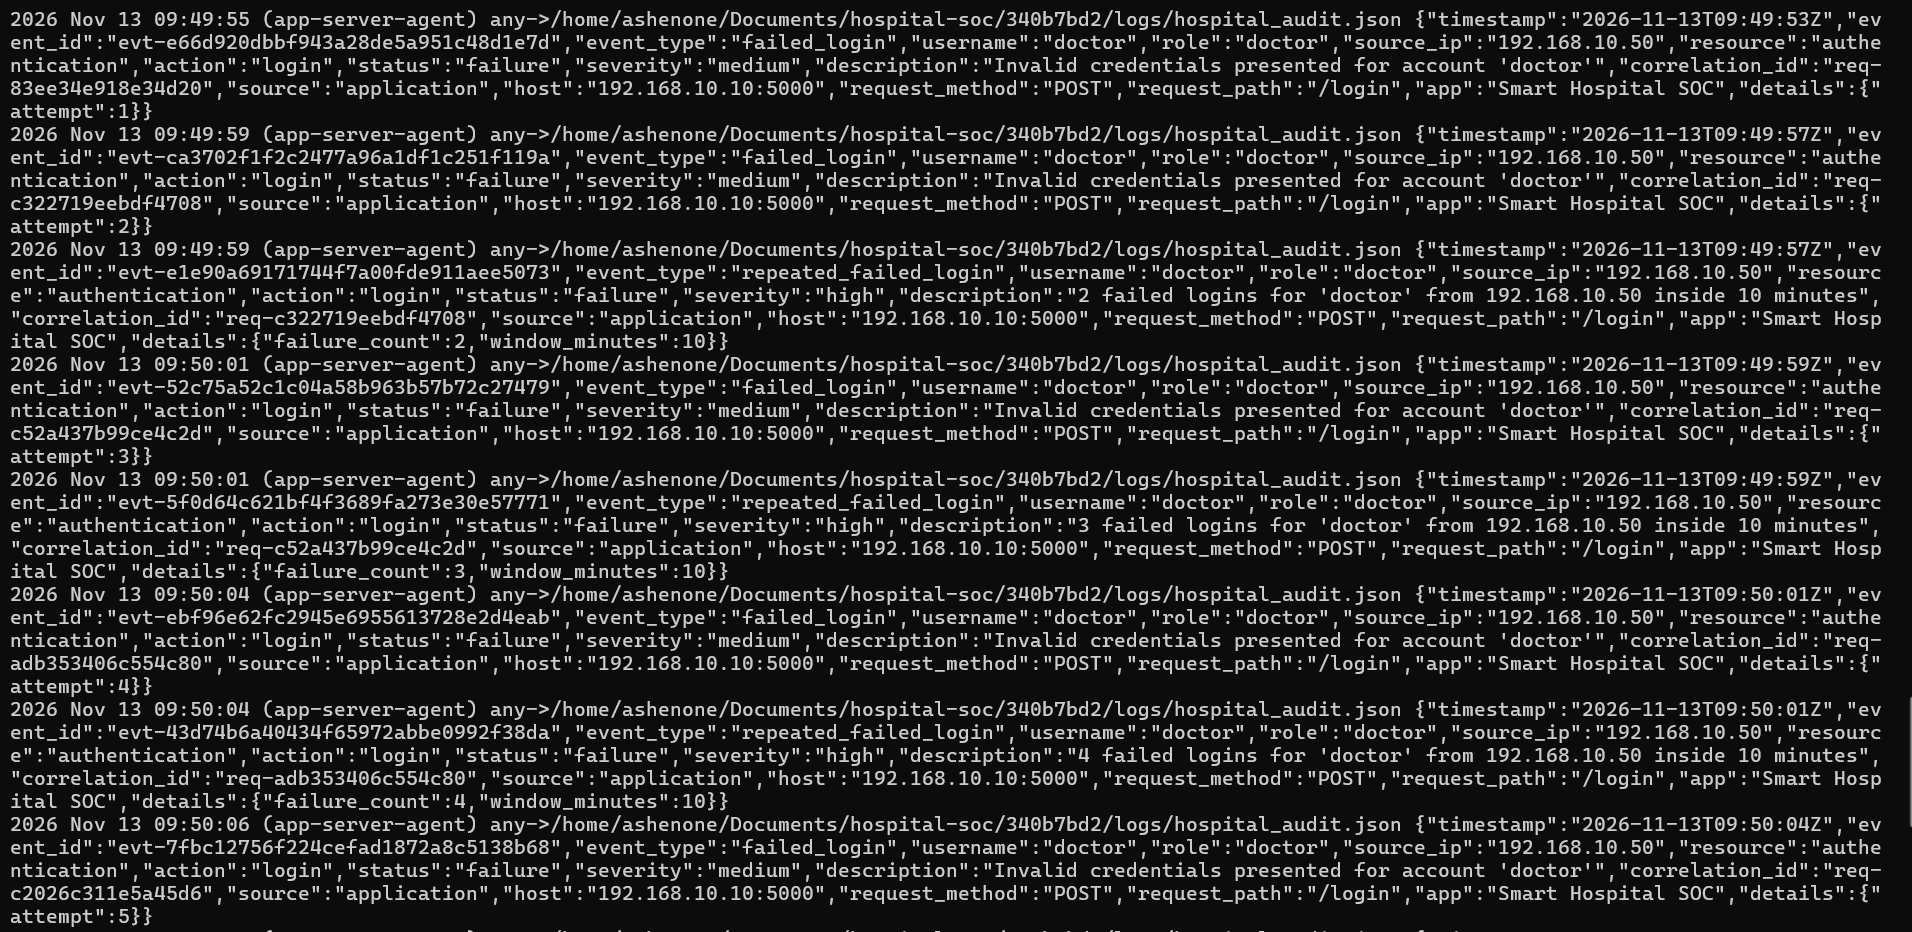 2026 Nov 13 09:49:55 (app-server-agent) any->/home/ashenone/Documents/hospital-soc/340b7bd2/logs/hospital_audit.json {"timestamp":"2026-11-13T09:49:53Z","ev
ent_id":"evt-e66d920dbbf943a28de5a951c48d1e7d","event_type":"failed_login","username":"doctor","role":"doctor","source_ip":"192.168.10.50","resource":"authe
ntication","action":"login","status":"failure","severity":"medium","description":"Invalid credentials presented for account 'doctor'","correlation_id":"req-
83ee34e918e34d20","source":"application","host":"192.168.10.10:5000","request_method":"POST","request_path":"/login","app":"Smart Hospital SOC","details":{"
attempt":1}}
2026 Nov 13 09:49:59 (app-server-agent) any->/home/ashenone/Documents/hospital-soc/340b7bd2/logs/hospital_audit.json {"timestamp":"2026-11-13T09:49:57Z","ev
ent_id":"evt-ca3702f1f2c2477a96a1df1c251f119a","event_type":"failed_login","username":"doctor","role":"doctor","source_ip":"192.168.10.50","resource":"authe
ntication","action":"login","status":"failure","severity":"medium","description":"Invalid credentials presented for account 'doctor'","correlation_id":"req-
c322719eebdf4708","source":"application","host":"192.168.10.10:5000","request_method":"POST","request_path":"/login","app":"Smart Hospital SOC","details":{"
attempt":2}}
2026 Nov 13 09:49:59 (app-server-agent) any->/home/ashenone/Documents/hospital-soc/340b7bd2/logs/hospital_audit.json {"timestamp":"2026-11-13T09:49:57Z","ev
ent_id":"evt-e1e90a69171744f7a00fde911aee5073","event_type":"repeated_failed_login","username":"doctor","role":"doctor","source_ip":"192.168.10.50","resourc
e":"authentication","action":"login","status":"failure","severity":"high","description":"2 failed logins for 'doctor' from 192.168.10.50 inside 10 minutes",
"correlation_id":"req-c322719eebdf4708","source":"application","host":"192.168.10.10:5000","request_method":"POST","request_path":"/login","app":"Smart Hosp
ital SOC","details":{"failure_count":2,"window_minutes":10}}
2026 Nov 13 09:50:01 (app-server-agent) any->/home/ashenone/Documents/hospital-soc/340b7bd2/logs/hospital_audit.json {"timestamp":"2026-11-13T09:49:59Z","ev
ent_id":"evt-52c75a52c1c04a58b963b57b72c27479","event_type":"failed_login","username":"doctor","role":"doctor","source_ip":"192.168.10.50","resource":"authe
ntication","action":"login","status":"failure","severity":"medium","description":"Invalid credentials presented for account 'doctor'","correlation_id":"req-
c52a437b99ce4c2d","source":"application","host":"192.168.10.10:5000","request_method":"POST","request_path":"/login","app":"Smart Hospital SOC","details":{"
attempt":3}}
2026 Nov 13 09:50:01 (app-server-agent) any->/home/ashenone/Documents/hospital-soc/340b7bd2/logs/hospital_audit.json {"timestamp":"2026-11-13T09:49:59Z","ev
ent_id":"evt-5f0d64c621bf4f3689fa273e30e57771","event_type":"repeated_failed_login","username":"doctor","role":"doctor","source_ip":"192.168.10.50","resourc
e":"authentication","action":"login","status":"failure","severity":"high","description":"3 failed logins for 'doctor' from 192.168.10.50 inside 10 minutes",
"correlation_id":"req-c52a437b99ce4c2d","source":"application","host":"192.168.10.10:5000","request_method":"POST","request_path":"/login","app":"Smart Hosp
ital SOC","details":{"failure_count":3,"window_minutes":10}}
2026 Nov 13 09:50:04 (app-server-agent) any->/home/ashenone/Documents/hospital-soc/340b7bd2/logs/hospital_audit.json {"timestamp":"2026-11-13T09:50:01Z","ev
ent_id":"evt-ebf96e62fc2945e6955613728e2d4eab","event_type":"failed_login","username":"doctor","role":"doctor","source_ip":"192.168.10.50","resource":"authe
ntication","action":"login","status":"failure","severity":"medium","description":"Invalid credentials presented for account 'doctor'","correlation_id":"req-
adb353406c554c80","source":"application","host":"192.168.10.10:5000","request_method":"POST","request_path":"/login","app":"Smart Hospital SOC","details":{"
attempt":4}}
2026 Nov 13 09:50:04 (app-server-agent) any->/home/ashenone/Documents/hospital-soc/340b7bd2/logs/hospital_audit.json {"timestamp":"2026-11-13T09:50:01Z","ev
ent_id":"evt-43d74b6a40434f65972abbe0992f38da","event_type":"repeated_failed_login","username":"doctor","role":"doctor","source_ip":"192.168.10.50","resourc
e":"authentication","action":"login","status":"failure","severity":"high","description":"4 failed logins for 'doctor' from 192.168.10.50 inside 10 minutes",
"correlation_id":"req-adb353406c554c80","source":"application","host":"192.168.10.10:5000","request_method":"POST","request_path":"/login","app":"Smart Hosp
ital SOC","details":{"failure_count":4,"window_minutes":10}}
2026 Nov 13 09:50:06 (app-server-agent) any->/home/ashenone/Documents/hospital-soc/340b7bd2/logs/hospital_audit.json {"timestamp":"2026-11-13T09:50:04Z","ev
ent_id":"evt-7fbc12756f224cefad1872a8c5138b68","event_type":"failed_login","username":"doctor","role":"doctor","source_ip":"192.168.10.50","resource":"authe
ntication","action":"login","status":"failure","severity":"medium","description":"Invalid credentials presented for account 'doctor'","correlation_id":"req-
c2026c311e5a45d6","source":"application","host":"192.168.10.10:5000","request_method":"POST","request_path":"/login","app":"Smart Hospital SOC","details":{"
attempt":5}}